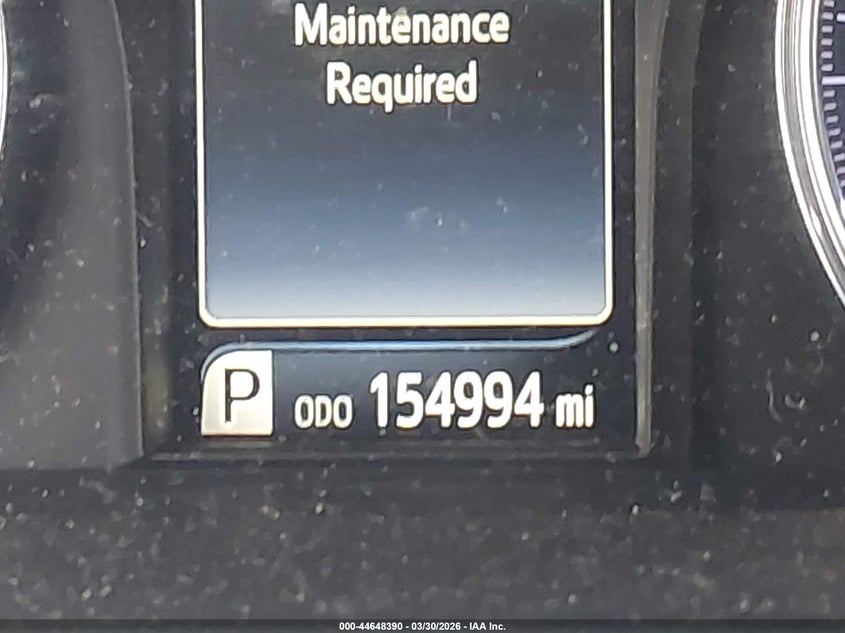 Maintenance
Required
P ODO 154994 mi
000-44648390 - 03/30/2026 - IAA Inc.